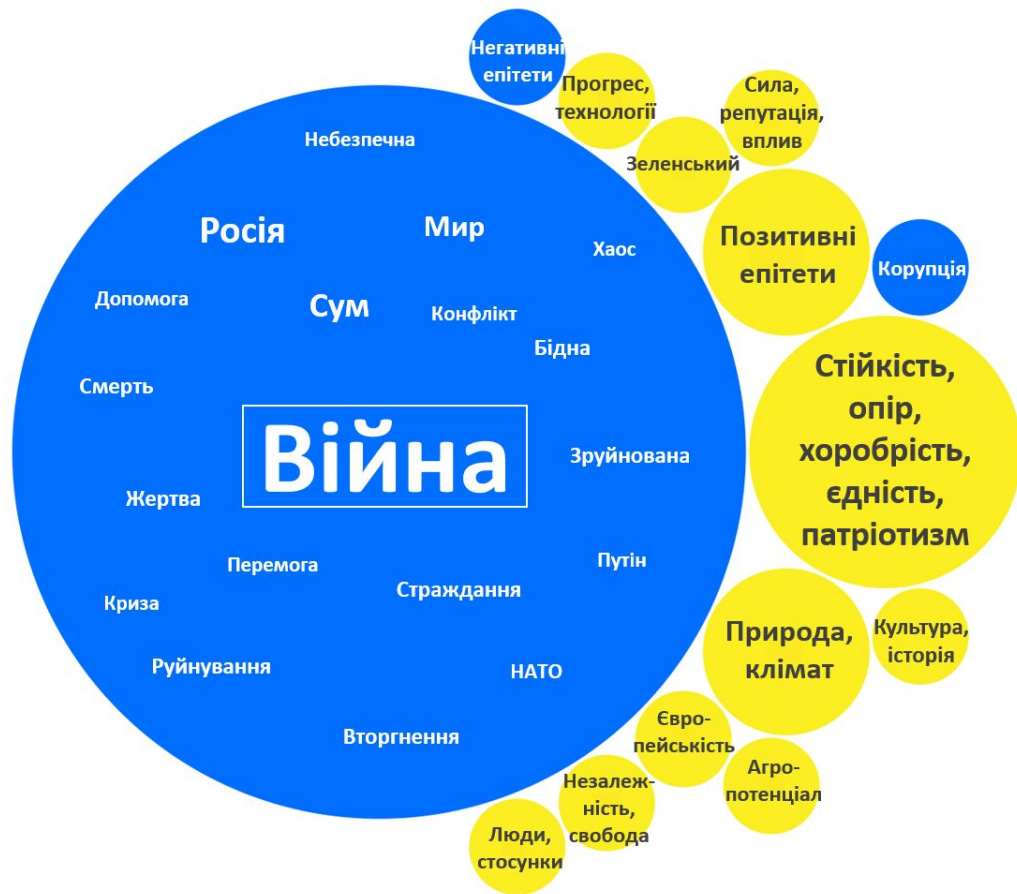 Негативні
епітети
Прогрес,
технології
Сила,
репутація,
вплив
Зеленський
Позитивні
епітети
Корупція
Стійкість,
опір,
хоробрість,
єдність,
патріотизм
Природа,
клімат
Культура,
історія
Євро-
пейськість
Агро-
потенціал
Незалеж-
ність,
свобода
Люди,
стосунки
Небезпечна
Росія
Мир
Хаос
Допомога
Сум
Конфлікт
Бідна
Смерть
Війна
Зруйнована
Жертва
Перемога
Страждання
Путін
Криза
Руйнування
НАТО
Вторгнення